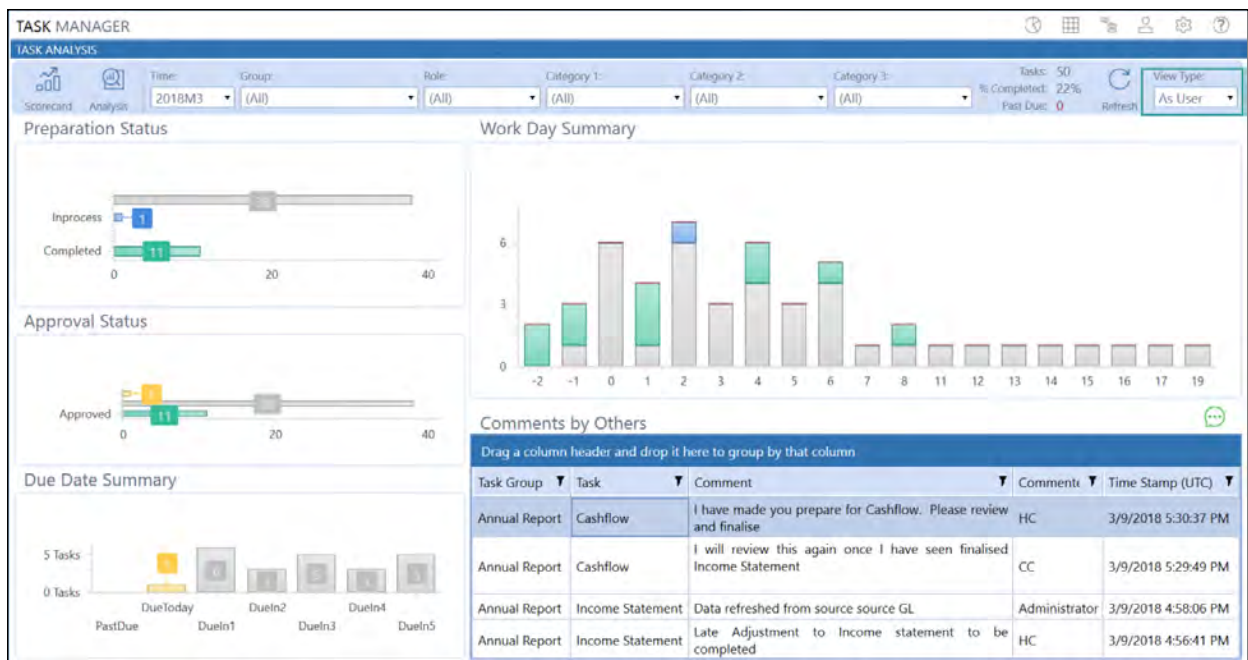 TASK MANAGER
TASK ANALYSIS
Scorecard
Analysis
Time:
2018M3
Group:
(All)
Role:
(All)
Category 1:
(All)
Category 2:
(All)
Category 3:
(All)
Tasks: 50
% Completed: 22%
Past Due: 0
Refresh
View Type:
As User
Preparation Status
Inprocess
1
Completed
11
0 20 40
Approval Status
Approved
11
0 20 40
Due Date Summary
5 Tasks
0 Tasks
DueToday DueIn2 DueIn4
PastDue DueIn1 DueIn3 DueIn5
Work Day Summary
6
3
0
-2 -1 0 1 2 3 4 5 6 7 8 11 12 13 14 15 16 17 19
Comments by Others
Drag a column header and drop it here to group by that column
Task Group Task Comment Commente Time Stamp (UTC)
Annual Report Cashflow I have made you prepare for Cashflow. Please review
and finalise HC 3/9/2018 5:30:37 PM
Annual Report Cashflow I will review this again once I have seen finalised
Income Statement CC 3/9/2018 5:29:49 PM
Annual Report Income Statement Data refreshed from source source GL Administrator 3/9/2018 4:58:06 PM
Annual Report Income Statement Late Adjustment to Income statement to be
completed HC 3/9/2018 4:56:41 PM